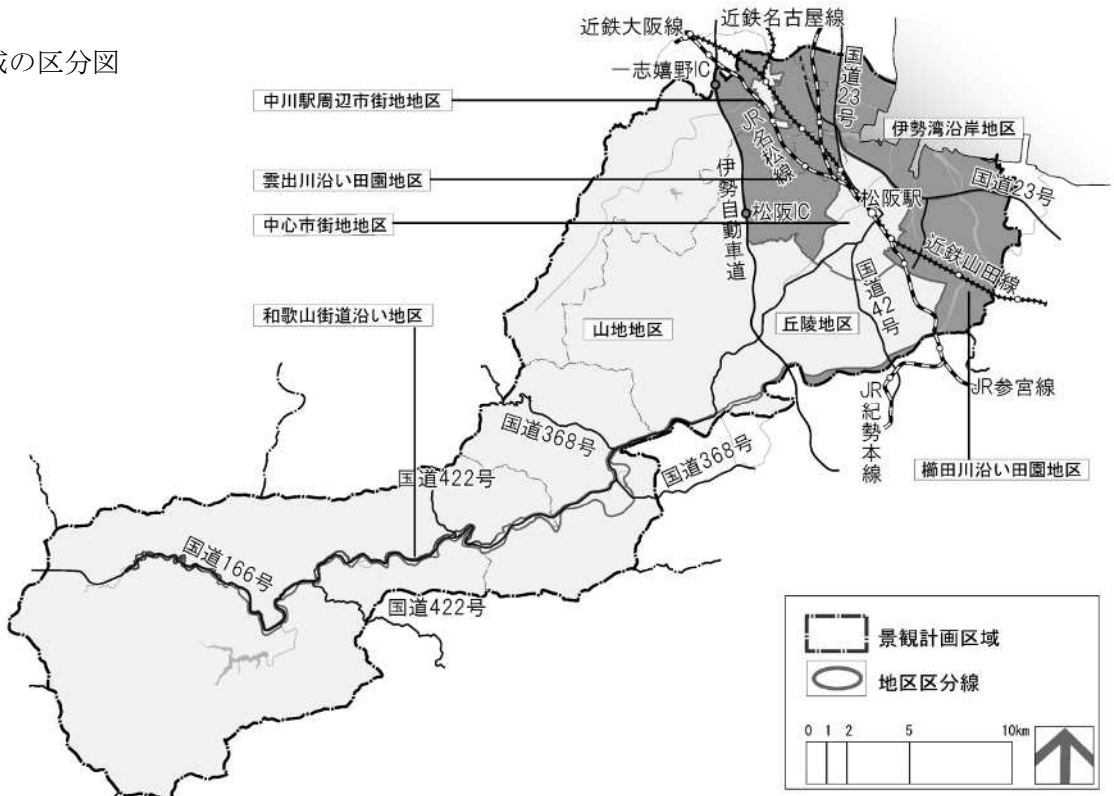 の区分図
近鉄大阪線
近鉄名古屋線
一志嬉野IC
国道23号
中川駅周辺市街地地区
JR名松線
伊勢湾沿岸地区
雲出川沿い田園地区
伊勢自動車道
国道23号
松阪駅
松阪IC
中心市街地地区
近鉄山田線
国道42号
和歌山街道沿い地区
山地地区
丘陵地区
JR参宮線
JR紀勢本線
国道368号
国道368号
櫛田川沿い田園地区
国道422号
国道166号
国道422号
景観計画区域
地区区分線
0 1 2 5 10km